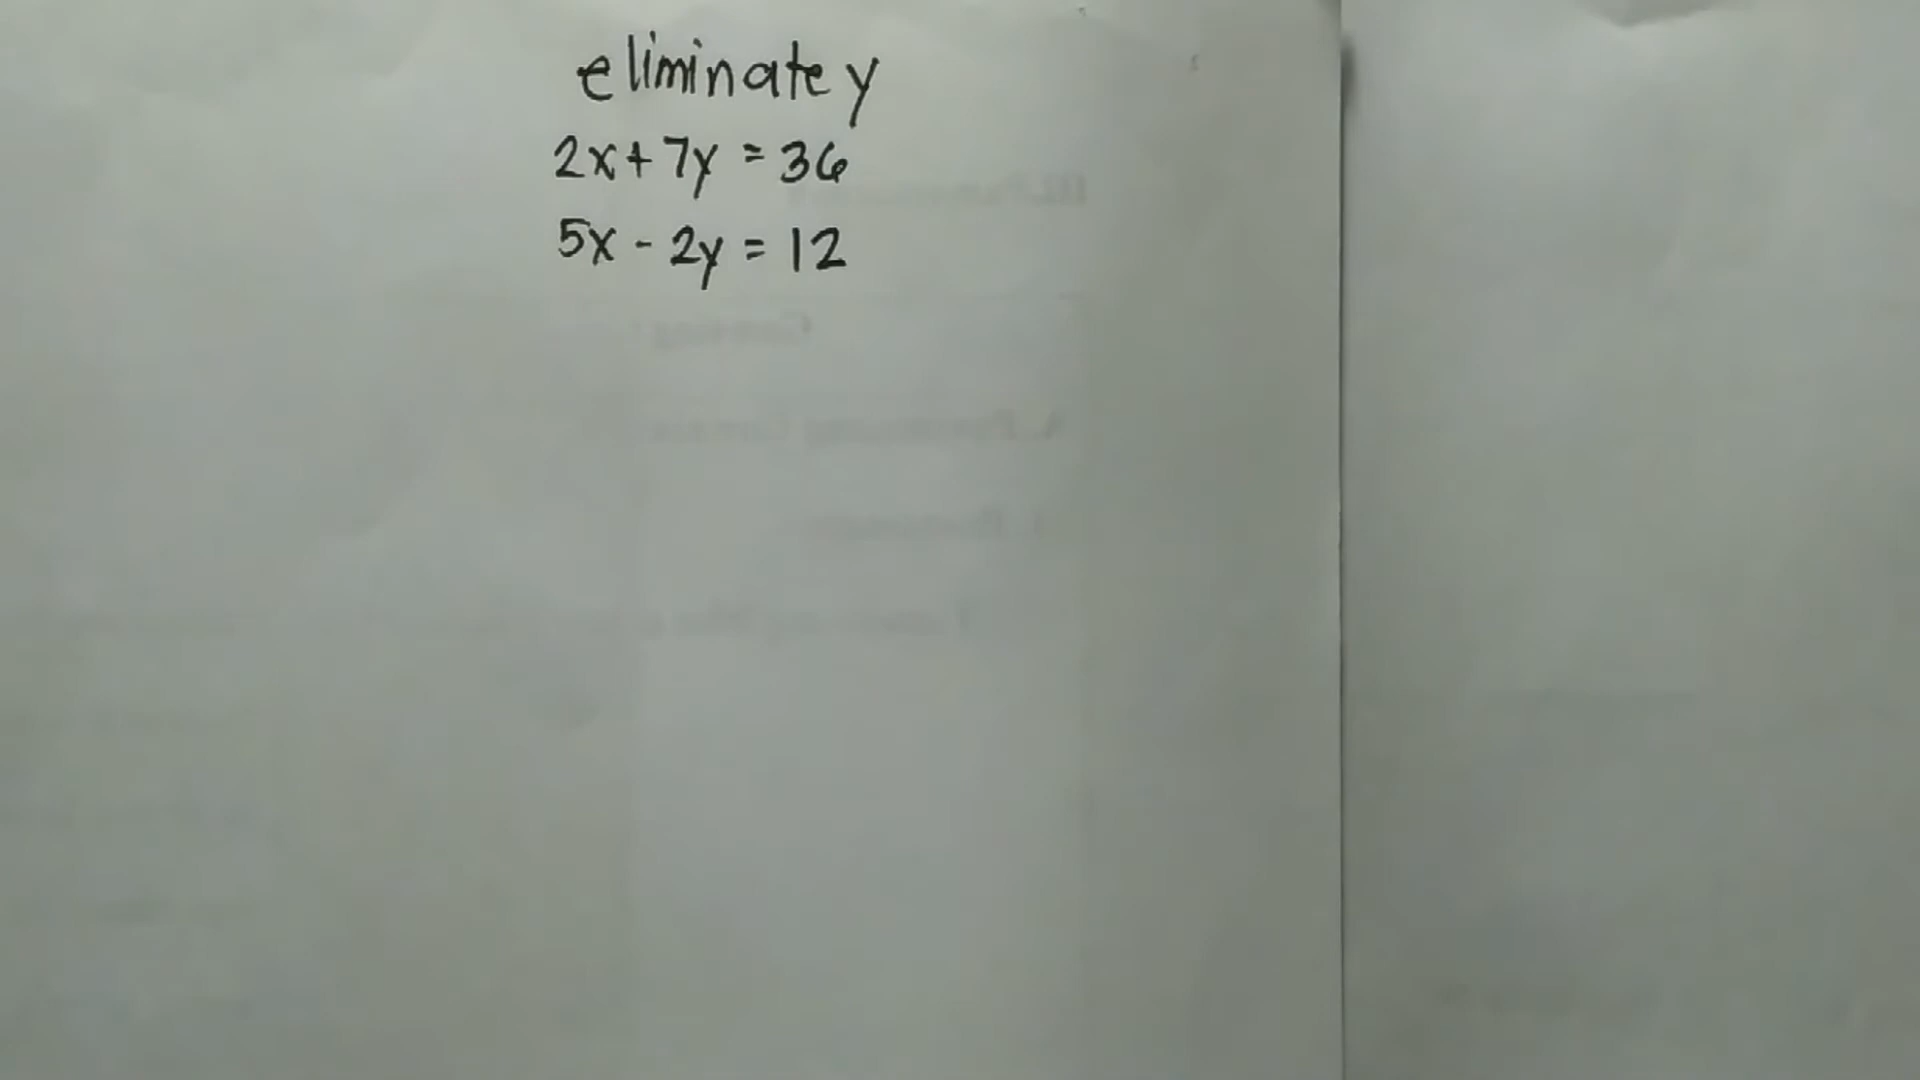 eliminate y
2x + 7y = 36
5x - 2y = 12